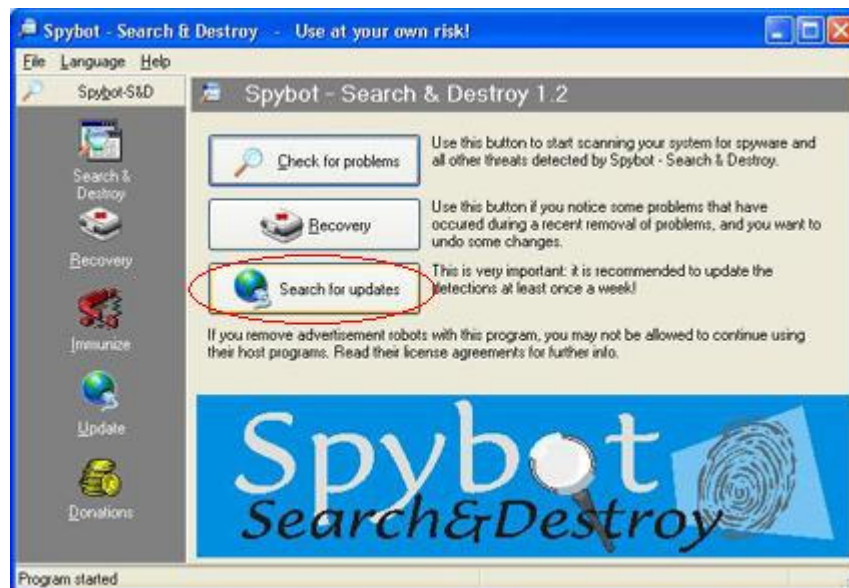 Spybot - Search & Destroy - Use at your own risk!
File Language Help
Spybot-S&D
Spybot - Search & Destroy 1.2
Search &
Destroy
Recovery
Immunize
Update
Donations
Check for problems
Use this button to start scanning your system for spyware and
all other threats detected by Spybot - Search & Destroy.
Recovery
Use this button if you notice some problems that have
occured during a recent removal of problems, and you want to
undo some changes.
Search for updates
This is very important: it is recommended to update the
detections at least once a week!
If you remove advertisement robots with this program, you may not be allowed to continue using
their host programs. Read their license agreements for further info.
Spybot
Search&Destroy
Program started